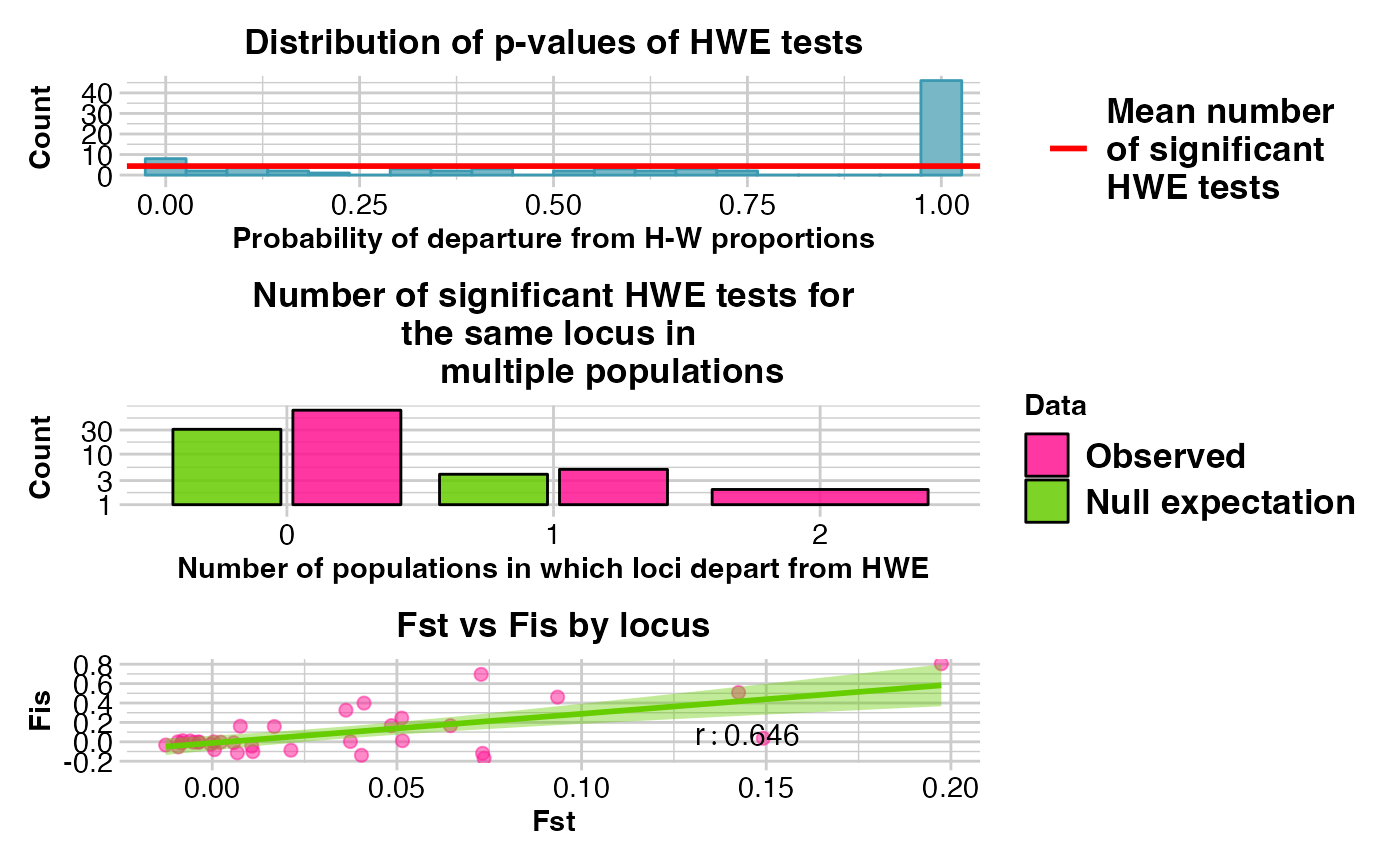 Distribution of p-values of HWE tests
Count
40
30
20
10
0
0.00 0.25 0.50 0.75 1.00
Probability of departure from H-W proportions
Mean number
of significant
HWE tests
Number of significant HWE tests for
the same locus in
multiple populations
Count
30
10
3
1
0 1 2
Number of populations in which loci depart from HWE
Data
Observed
Null expectation
Fst vs Fis by locus
Fis
0.8
0.6
0.4
0.2
0.0
-0.2
r : 0.646
0.00 0.05 0.10 0.15 0.20
Fst